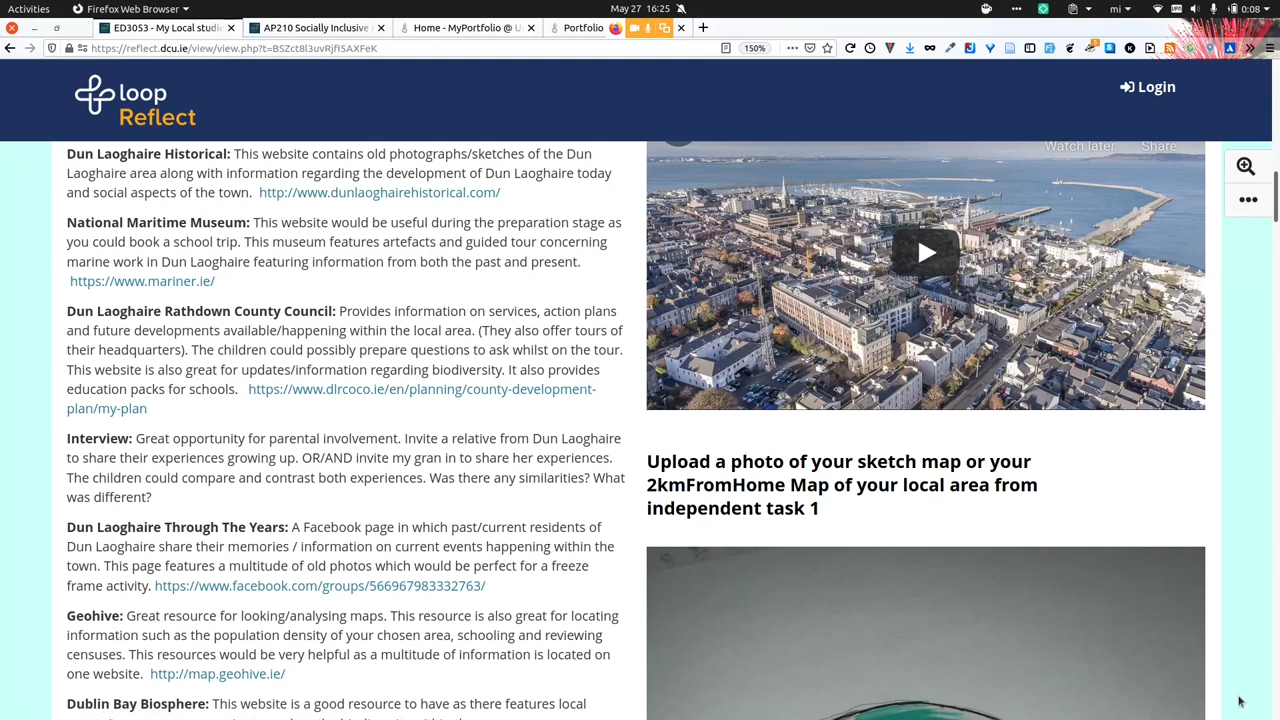 Activities
Firefox Web Browser
May 27 16:25
mi
0:08
ED3053 - My Local studie
AP210 Socially Inclusive
Home - MyPortfolio @ U
Portfolio
https://reflect.dcu.ie/view/view.php?t=BSZct8l3uvRjfI5AXFeK
150%
loop
Reflect
Login
Dun Laoghaire Historical: This website contains old photographs/sketches of the Dun
Laoghaire area along with information regarding the development of Dun Laoghaire today
and social aspects of the town. http://www.dunlaoghairehistorical.com/
National Maritime Museum: This website would be useful during the preparation stage as
you could book a school trip. This museum features artefacts and guided tour concerning
marine work in Dun Laoghaire featuring information from both the past and present.
https://www.mariner.ie/
Dun Laoghaire Rathdown County Council: Provides information on services, action plans
and future developments available/happening within the local area. (They also offer tours of
their headquarters). The children could possibly prepare questions to ask whilst on the tour.
This website is also great for updates/information regarding biodiversity. It also provides
education packs for schools. https://www.dlrcoco.ie/en/planning/county-development-
plan/my-plan
Interview: Great opportunity for parental involvement. Invite a relative from Dun Laoghaire
to share their experiences growing up. OR/AND invite my gran in to share her experiences.
The children could compare and contrast both experiences. Was there any similarities? What
was different?
Dun Laoghaire Through The Years: A Facebook page in which past/current residents of
Dun Laoghaire share their memories / information on current events happening within the
town. This page features a multitude of old photos which would be perfect for a freeze
frame activity. https://www.facebook.com/groups/566967983332763/
Geohive: Great resource for looking/analysing maps. This resource is also great for locating
information such as the population density of your chosen area, schooling and reviewing
censuses. This resources would be very helpful as a multitude of information is located on
one website. http://map.geohive.ie/
Dublin Bay Biosphere: This website is a good resource to have as there features local
Watch later
Share
Upload a photo of your sketch map or your
2kmFromHome Map of your local area from
independent task 1